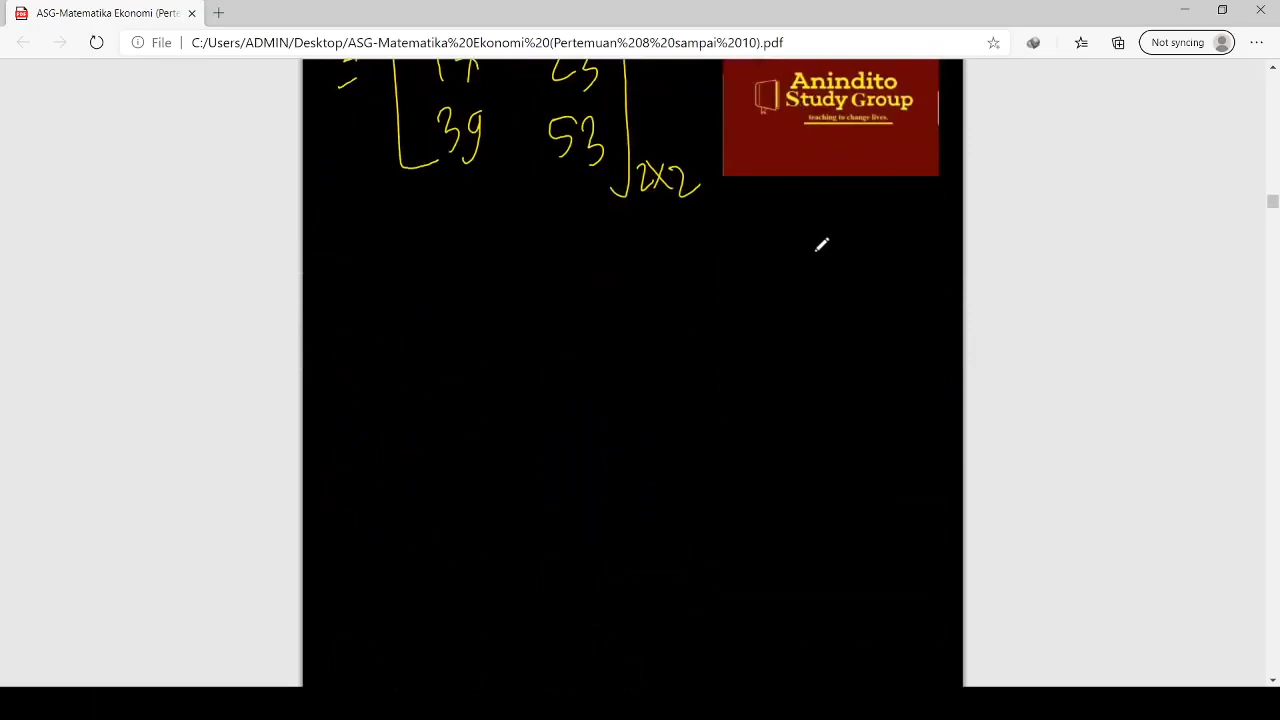 ASG-Matematika Ekonomi (Perte
File
C:/Users/ADMIN/Desktop/ASG-Matematika%20Ekonomi%20(Pertemuan%208%20sampai%2010).pdf
Not syncing
=
Anindito
Study Group
teaching to change lives.
39 53
2x2